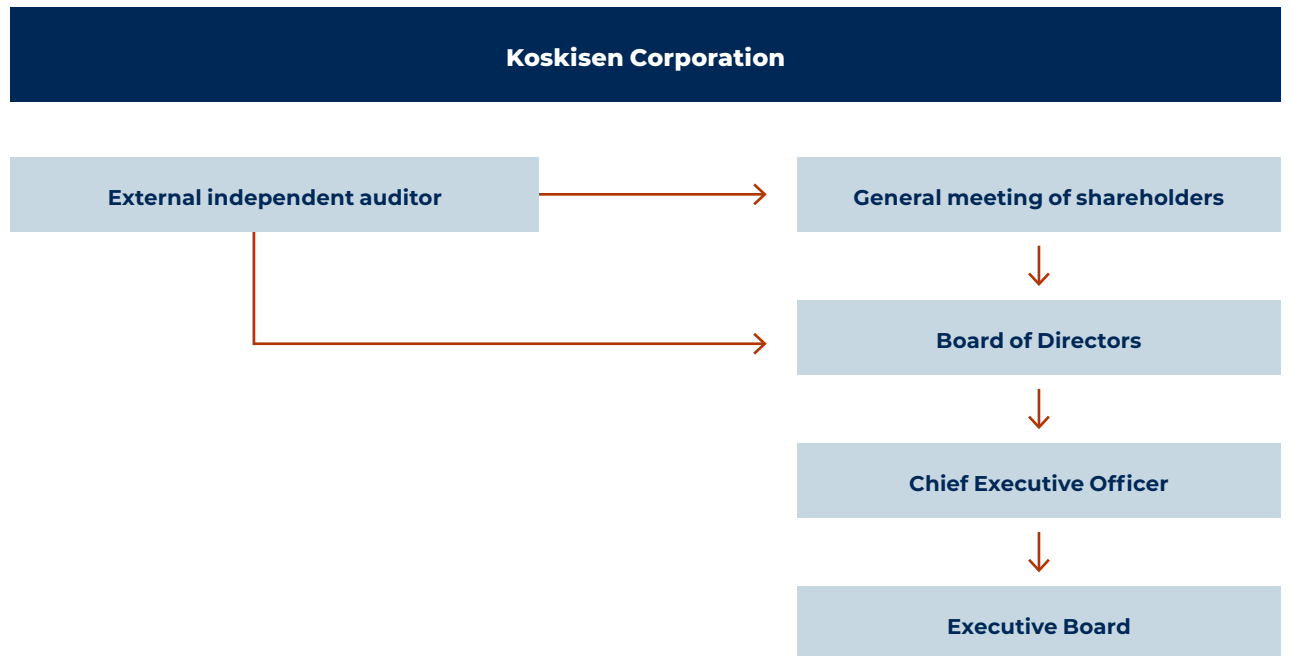 Koskisen Corporation
External independent auditor
General meeting of shareholders
Board of Directors
Chief Executive Officer
Executive Board